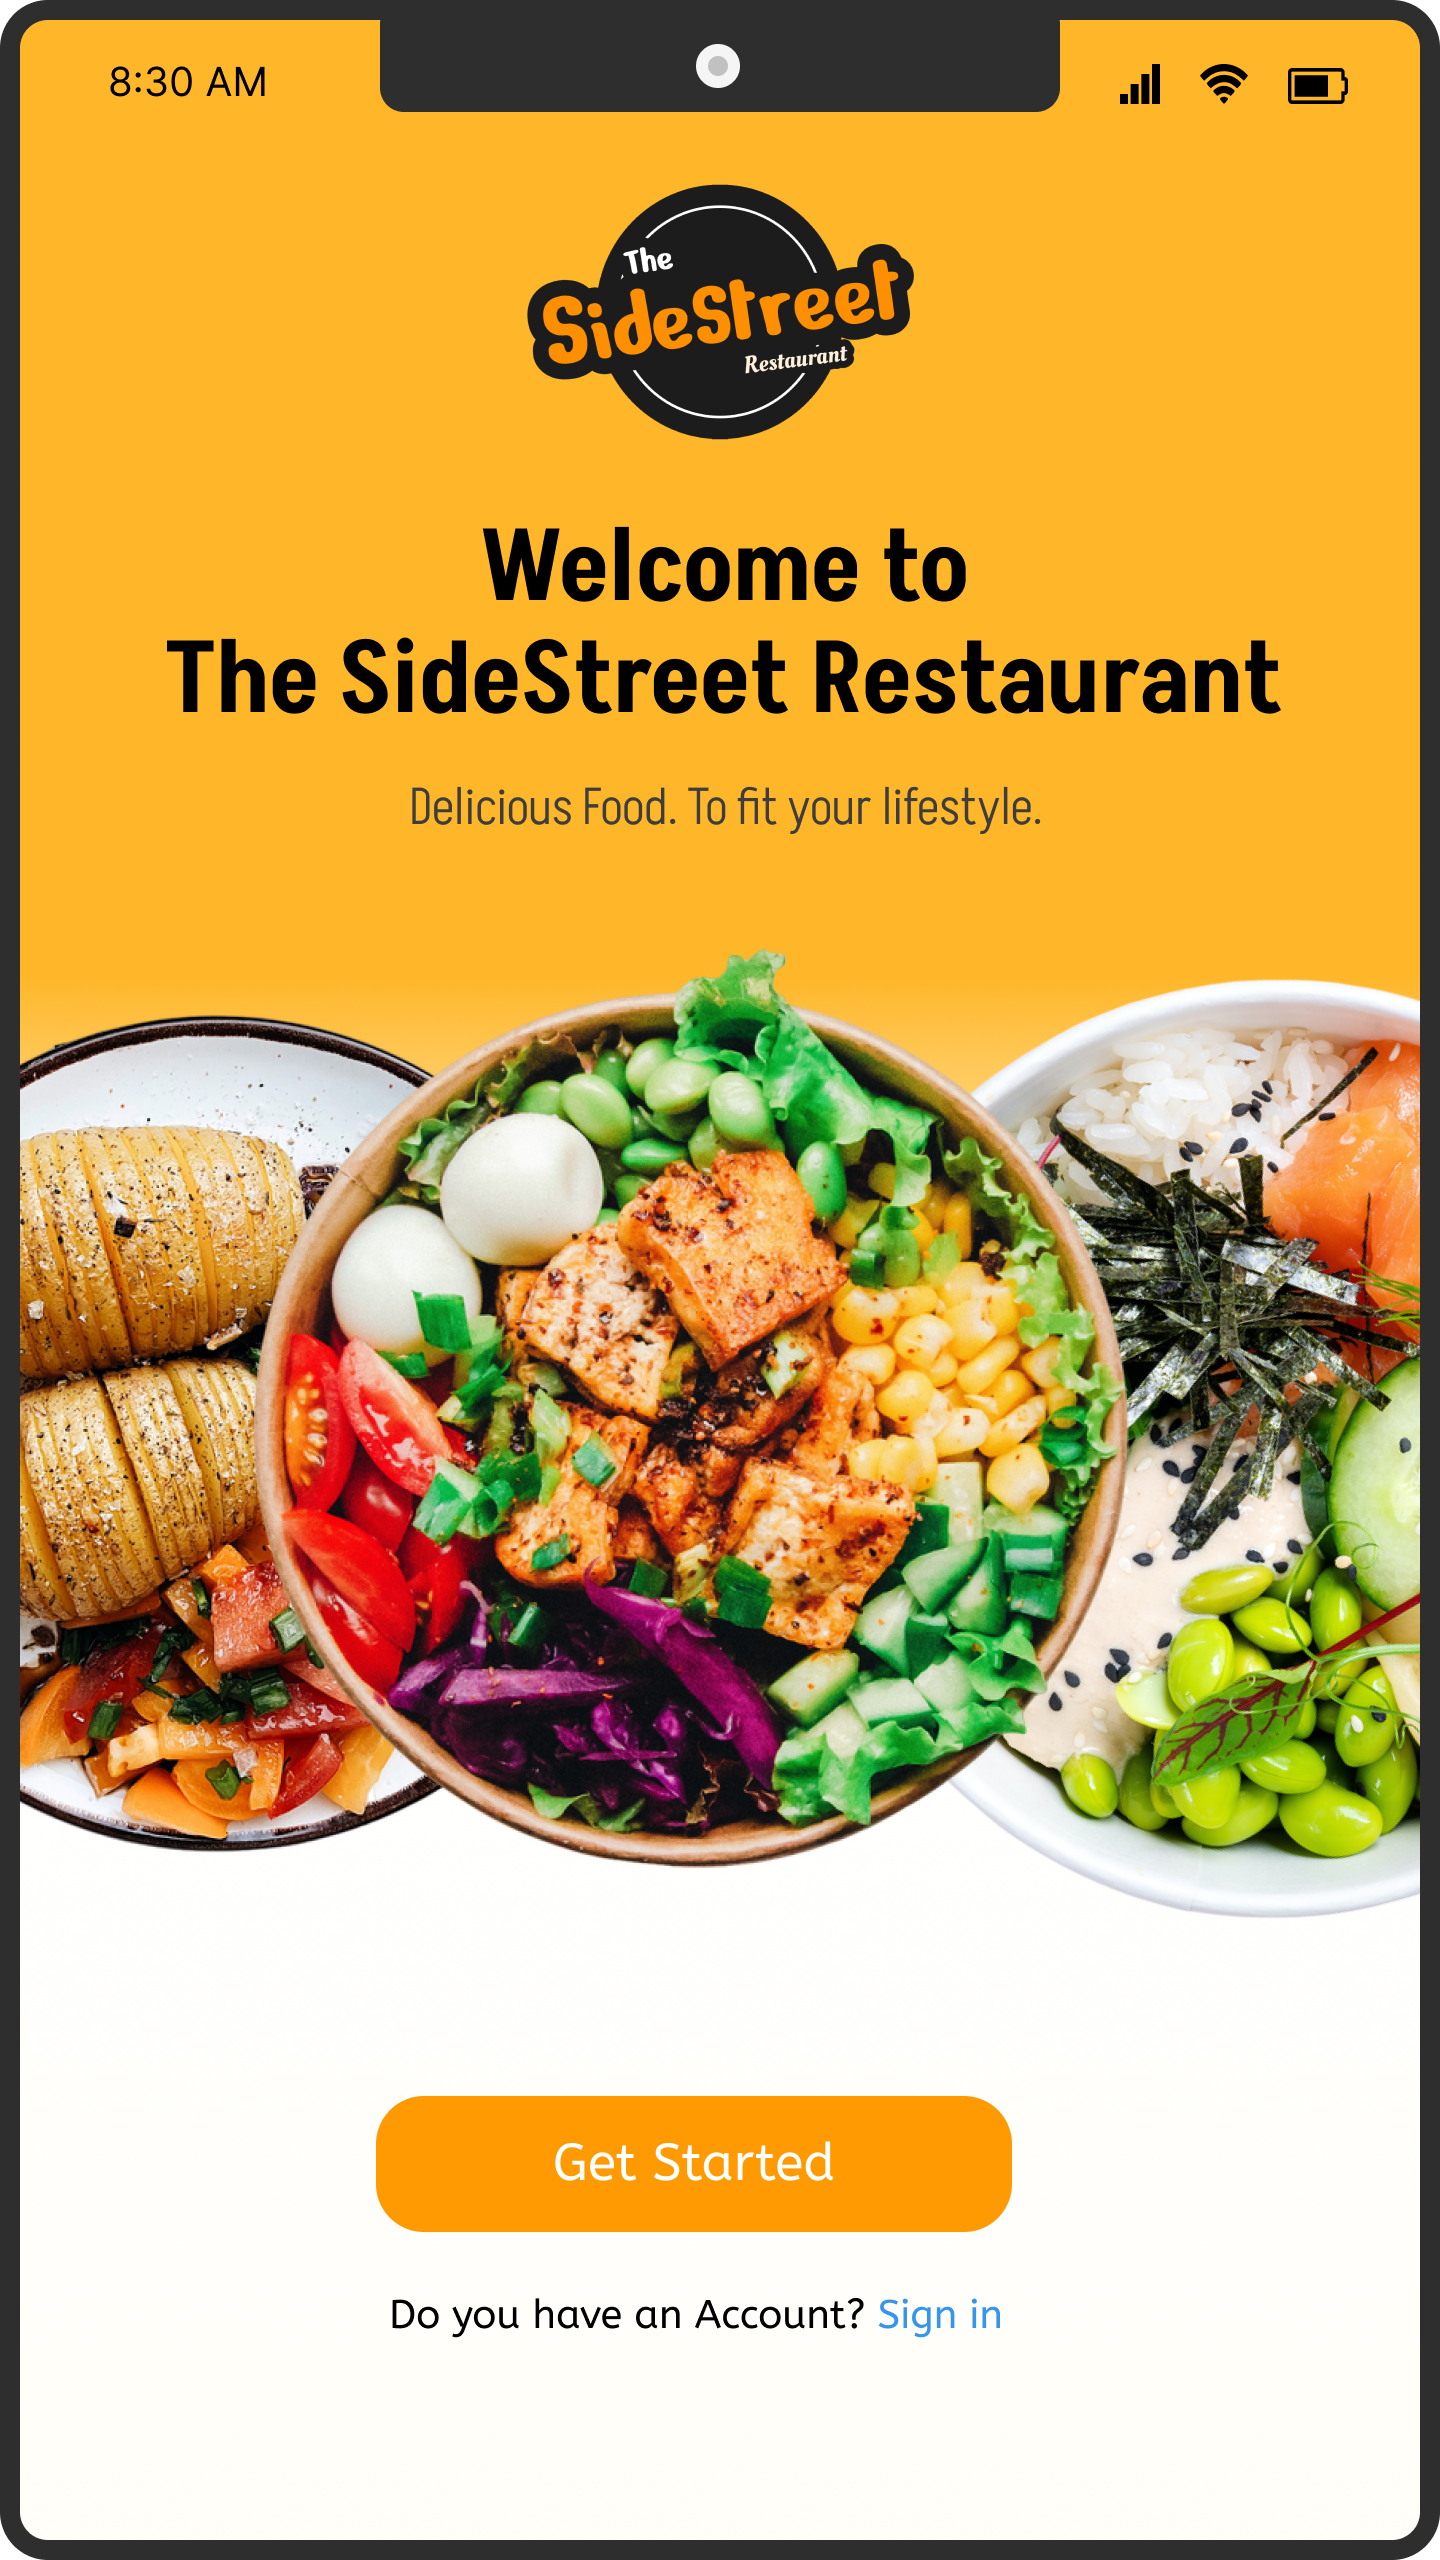 8:30 AM
The
SideStreet
Restaurant
Welcome to
The SideStreet Restaurant
Delicious Food. To fit your lifestyle.
Get Started
Do you have an Account? Sign in